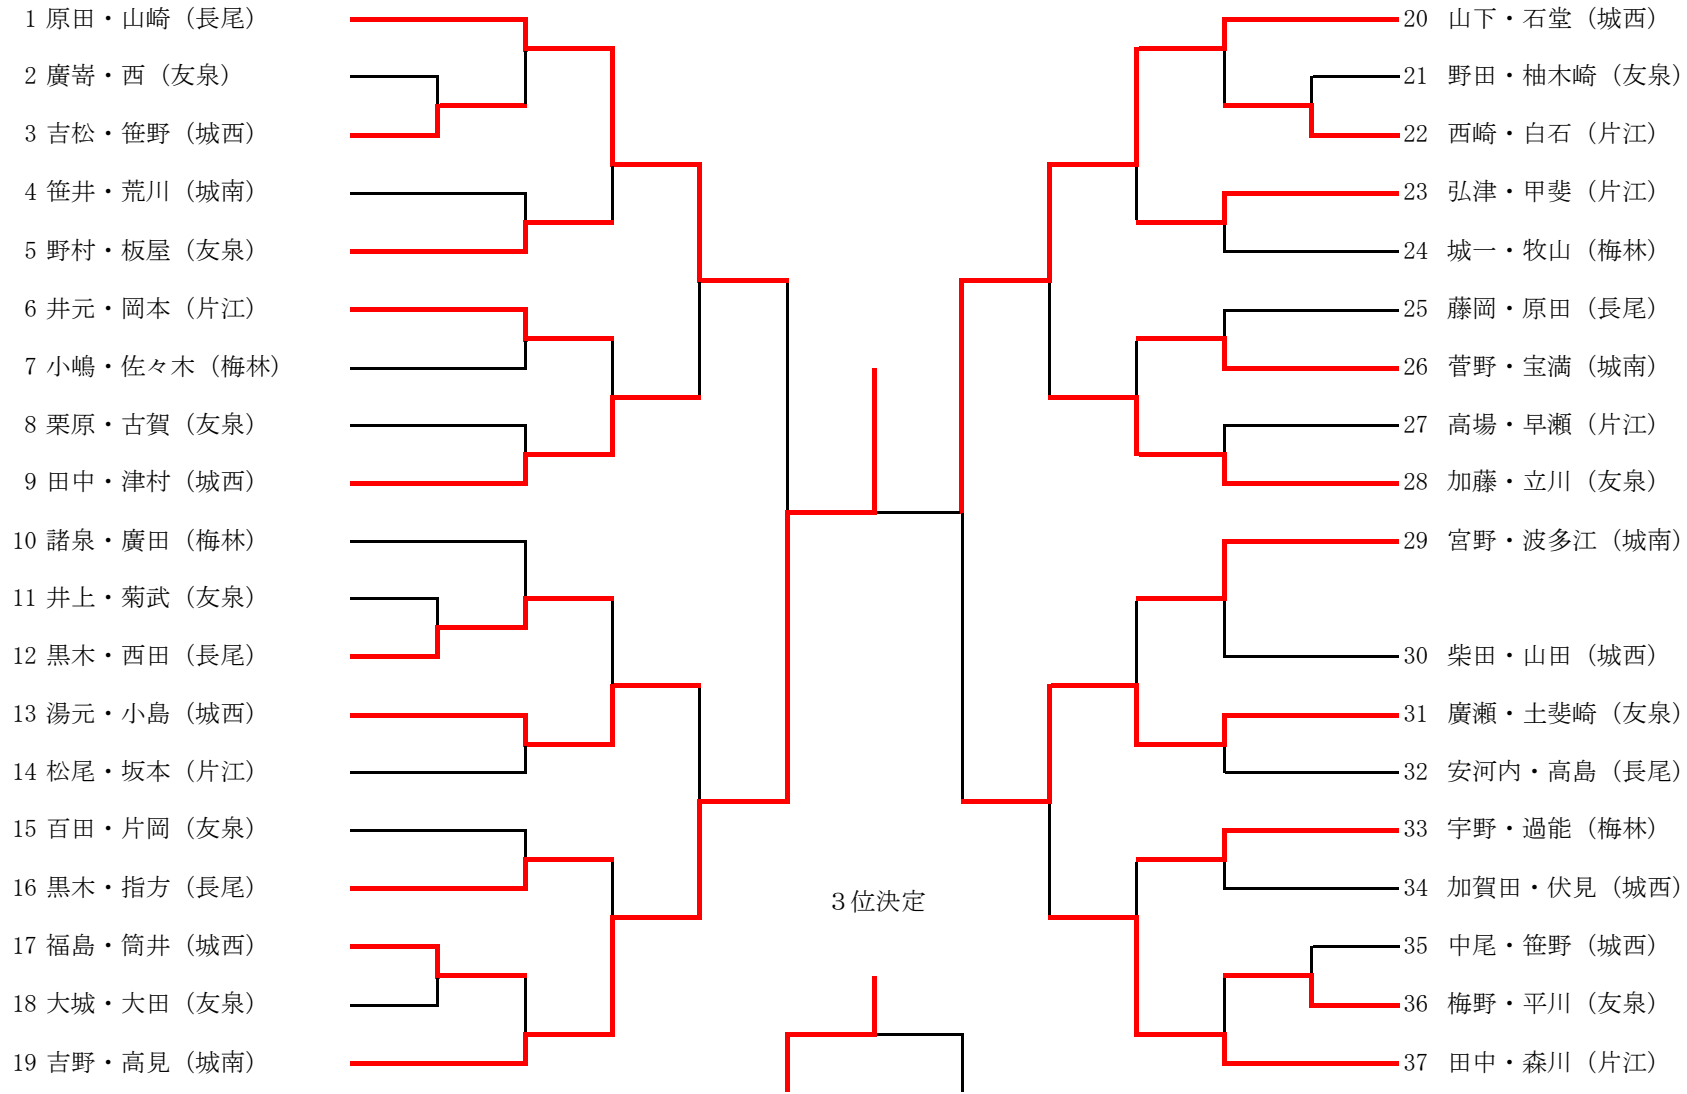 1 原田・山崎（長尾）
2 廣嵜・西（友泉）
3 吉松・笹野（城西）
4 笹井・荒川（城南）
5 野村・板屋（友泉）
6 井元・岡本（片江）
7 小嶋・佐々木（梅林）
8 栗原・古賀（友泉）
9 田中・津村（城西）
10 諸泉・廣田（梅林）
11 井上・菊武（友泉）
12 黒木・西田（長尾）
13 湯元・小島（城西）
14 松尾・坂本（片江）
15 百田・片岡（友泉）
16 黒木・指方（長尾）
17 福島・筒井（城西）
18 大城・大田（友泉）
19 吉野・高見（城南）
３位決定
20 山下・石堂（城西）
21 野田・柚木崎（友泉）
22 西崎・白石（片江）
23 弘津・甲斐（片江）
24 城一・牧山（梅林）
25 藤岡・原田（長尾）
26 菅野・宝満（城南）
27 高場・早瀬（片江）
28 加藤・立川（友泉）
29 宮野・波多江（城南）
30 柴田・山田（城西）
31 廣瀬・土斐崎（友泉）
32 安河内・高島（長尾）
33 宇野・過能（梅林）
34 加賀田・伏見（城西）
35 中尾・笹野（城西）
36 梅野・平川（友泉）
37 田中・森川（片江）